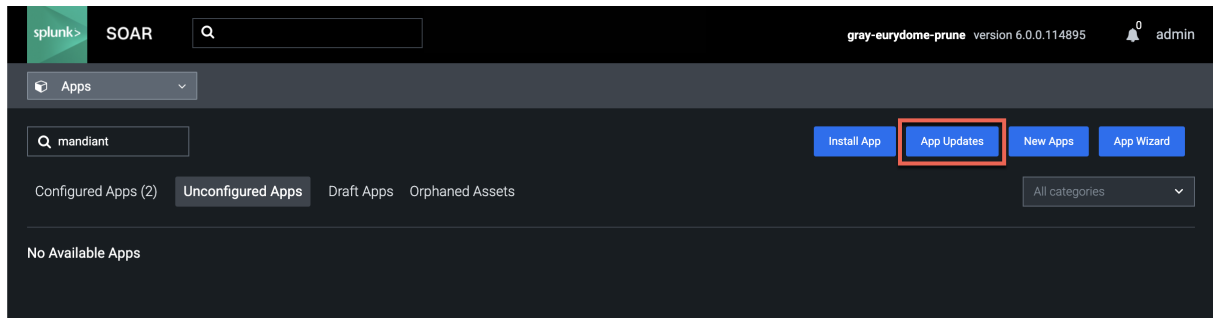 splunk> SOAR gray-eurydome-prune version 6.0.0.114895 0 admin
Apps
mandiant Install App App Updates New Apps App Wizard
Configured Apps (2) Unconfigured Apps Draft Apps Orphaned Assets All categories
No Available Apps